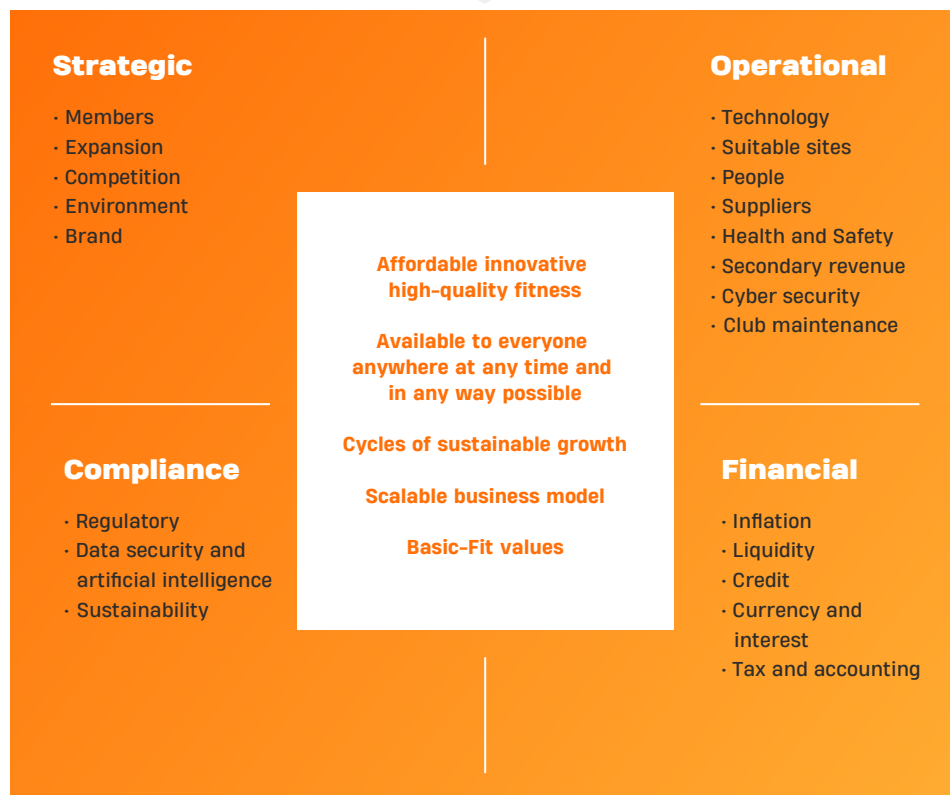 Strategic
· Members
· Expansion
· Competition
· Environment
· Brand
Operational
· Technology
· Suitable sites
· People
· Suppliers
· Health and Safety
· Secondary revenue
· Cyber security
· Club maintenance
Affordable innovative
high-quality fitness
Available to everyone
anywhere at any time and
in any way possible
Cycles of sustainable growth
Scalable business model
Basic-Fit values
Compliance
· Regulatory
· Data security and
artificial intelligence
· Sustainability
Financial
· Inflation
· Liquidity
· Credit
· Currency and
interest
· Tax and accounting